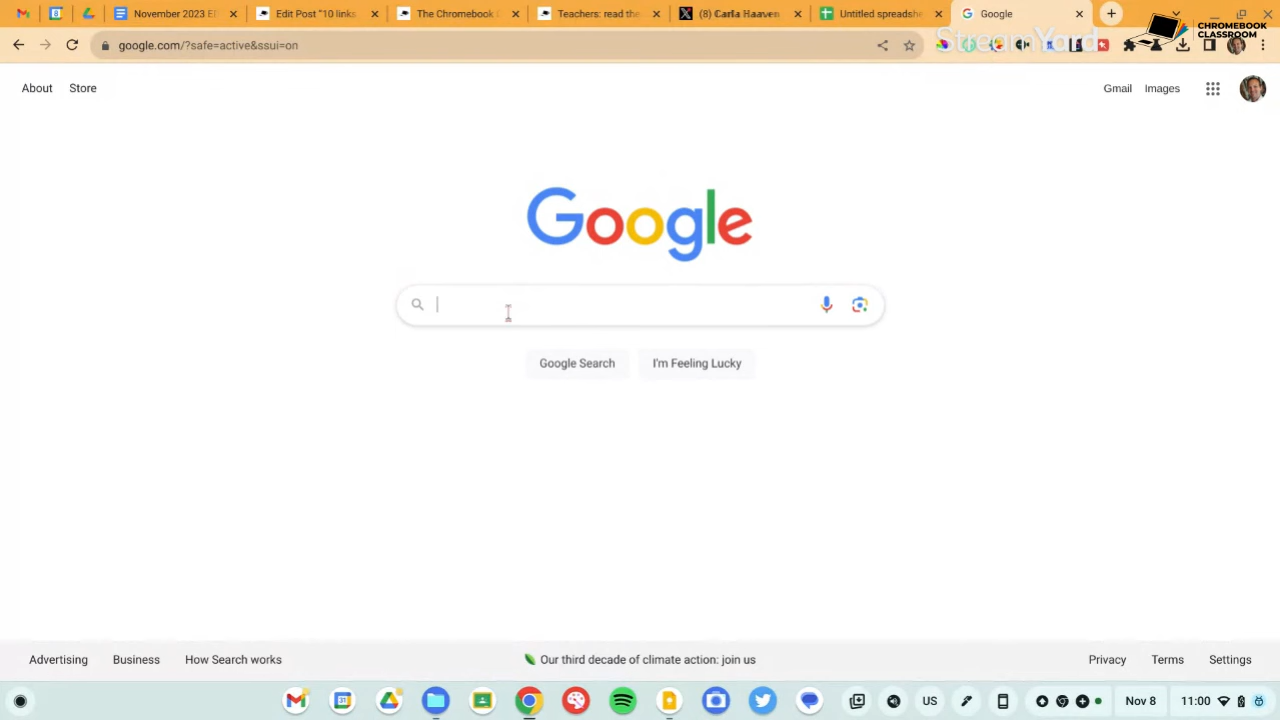 November 2023 E
Edit Post "10 links
The Chromebook C
Teachers: read the
(8) Carla Haaven
Untitled spreadshe
Google
CHROMEBOOK
CLASSROOM
google.com/?safe=active&ssui=on
StreamYard
About
Store
Gmail
Images
Google
Google Search
I'm Feeling Lucky
Advertising
Business
How Search works
Our third decade of climate action: join us
Privacy
Terms
Settings
US
Nov 8
11:00